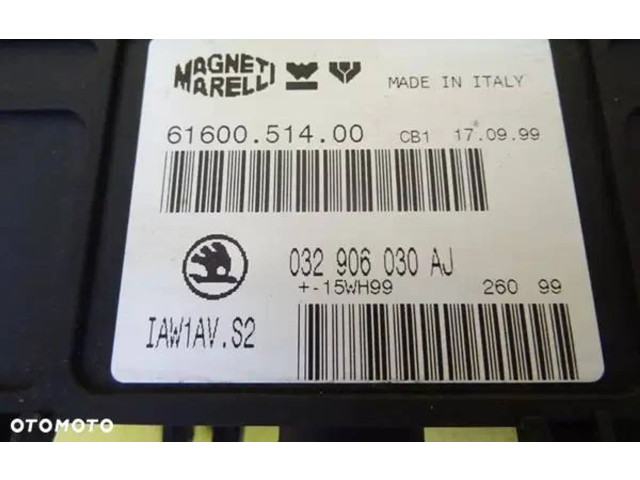 MAGNETI
MARELLI
MADE IN ITALY
61600.514.00 CB1 17.09.99
032 906 030 AJ
+-15WH99 260 99
IAW1AV.S2
OTOMOTO
OTOMOTO